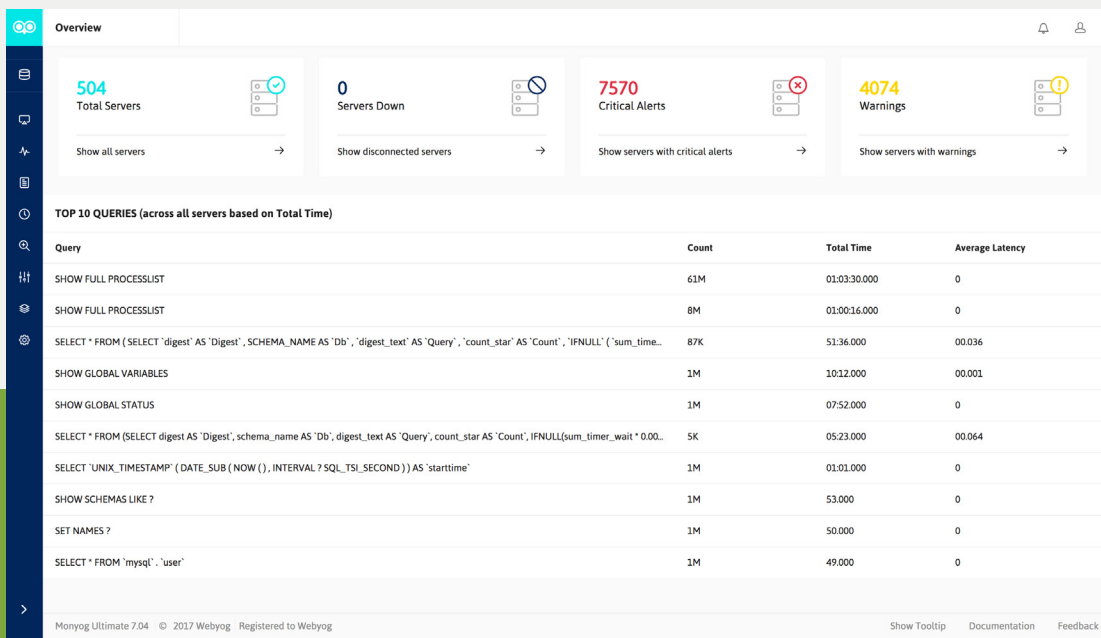 Overview
504
Total Servers
Show all servers
0
Servers Down
Show disconnected servers
7570
Critical Alerts
Show servers with critical alerts
4074
Warnings
Show servers with warnings
TOP 10 QUERIES (across all servers based on Total Time)
Query Count Total Time Average Latency
SHOW FULL PROCESSLIST 61M 01:03:30.000 0
SHOW FULL PROCESSLIST 8M 01:00:16.000 0
SELECT * FROM ( SELECT `digest` AS `Digest` , SCHEMA_NAME AS `Db` , `digest_text` AS `Query` , `count_star` AS `Count` , `IFNULL` ( `sum_time... 87K 51:36.000 00.036
SHOW GLOBAL VARIABLES 1M 10:12.000 00.001
SHOW GLOBAL STATUS 1M 07:52.000 0
SELECT * FROM (SELECT digest AS `Digest`, schema_name AS `Db`, digest_text AS `Query`, count_star AS `Count`, IFNULL(sum_timer_wait * 0.00... 5K 05:23.000 00.064
SELECT `UNIX_TIMESTAMP` ( DATE_SUB ( NOW ( ) , INTERVAL ? SQL_TSI_SECOND ) ) AS `starttime` 1M 01:01.000 0
SHOW SCHEMAS LIKE ? 1M 53.000 0
SET NAMES ? 1M 50.000 0
SELECT * FROM `mysql` . `user` 1M 49.000 0
Monyog Ultimate 7.04 © 2017 Webyog Registered to Webyog Show Tooltip Documentation Feedback